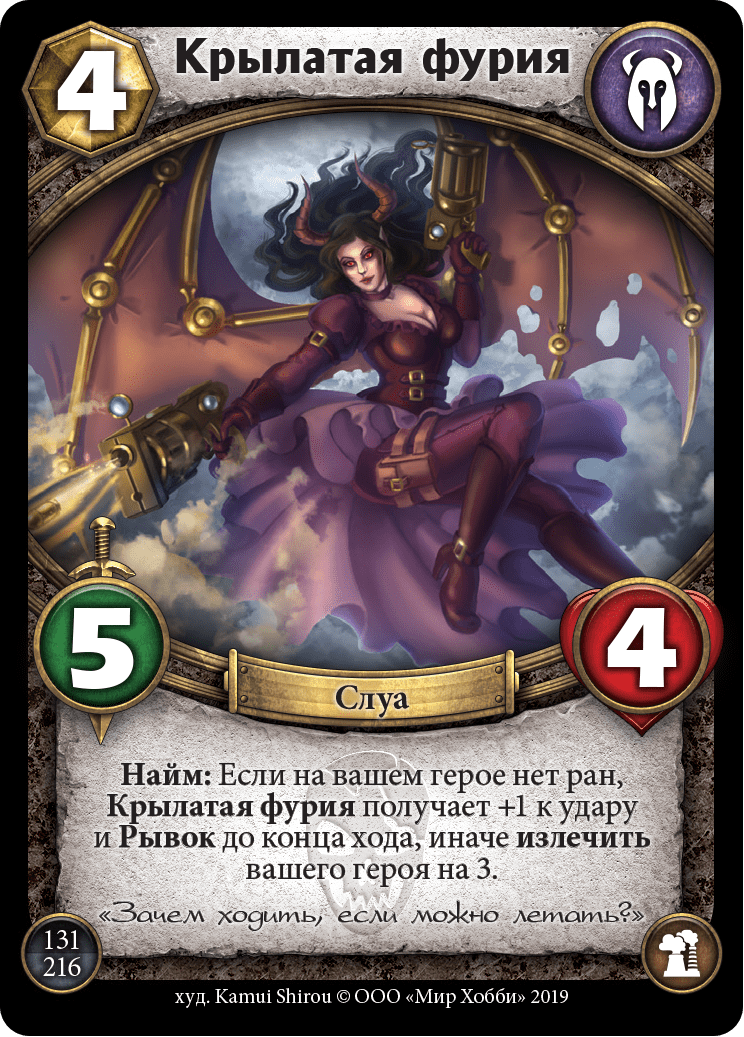 4
Крылатая фурия
5
4
Слуа
Найм: Если на вашем герое нет ран,
Крылатая фурия получает +1 к удару
и Рывок до конца хода, иначе излечить
вашего героя на 3.
«Зачем ходить, если можно летать?»
131
216
худ. Kamui Shirou © ООО «Мир Хобби» 2019